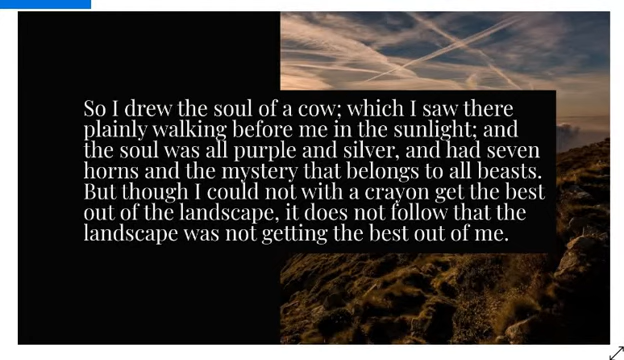 So I drew the soul of a cow; which I saw there
plainly walking before me in the sunlight; and
the soul was all purple and silver, and had seven
horns and the mystery that belongs to all beasts.
But though I could not with a crayon get the best
out of the landscape, it does not follow that the
landscape was not getting the best out of me.